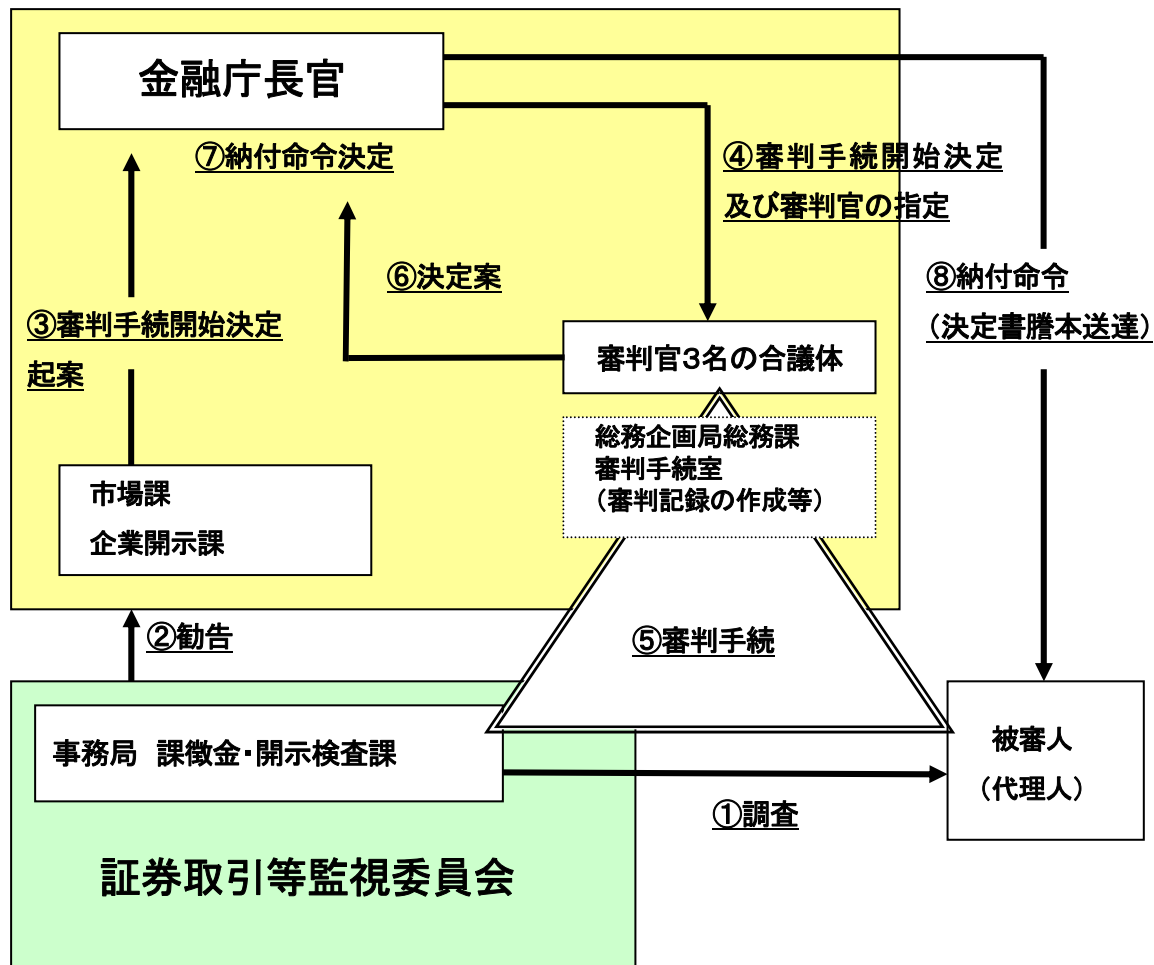 金融庁長官
⑦納付命令決定
④審判手続開始決定
及び審判官の指定
⑥決定案
⑧納付命令
（決定書謄本送達）
③審判手続開始決定
起案
審判官3名の合議体
総務企画局総務課
審判手続室
（審判記録の作成等）
市場課
企業開示課
②勧告
⑤審判手続
事務局 課徴金・開示検査課
被審人
（代理人）
①調査
証券取引等監視委員会